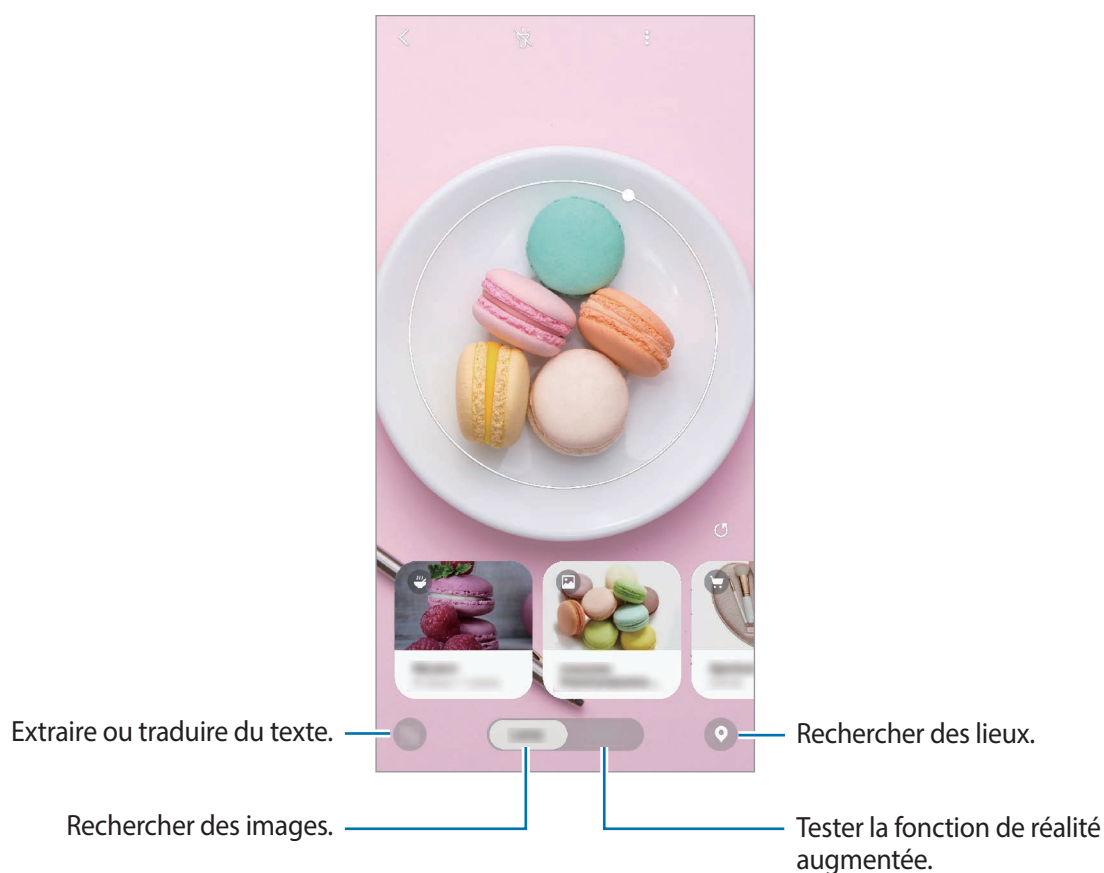 Extraire ou traduire du texte.
Rechercher des lieux.
Rechercher des images.
Tester la fonction de réalité
augmentée.